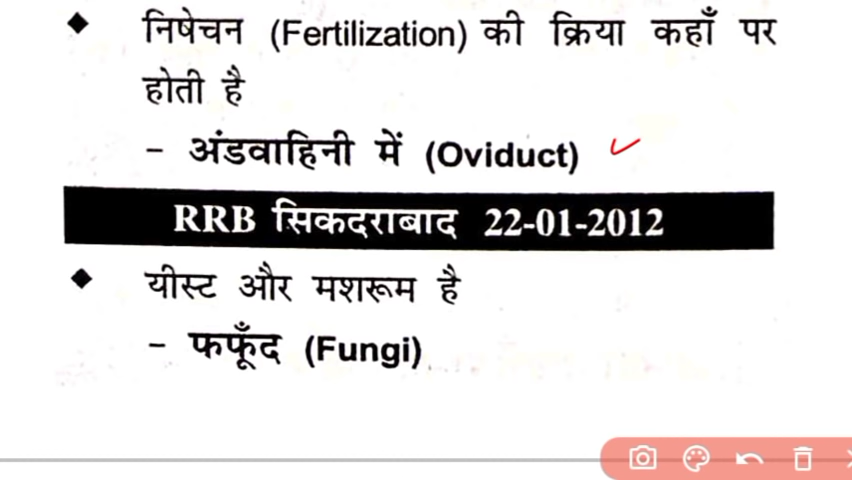 ◆ निषेचन (Fertilization) की क्रिया कहाँ पर
होती है
– अंडवाहिनी में (Oviduct)
RRB सिकदराबाद 22-01-2012
◆ यीस्ट और मशरूम है
– फफूँद (Fungi)